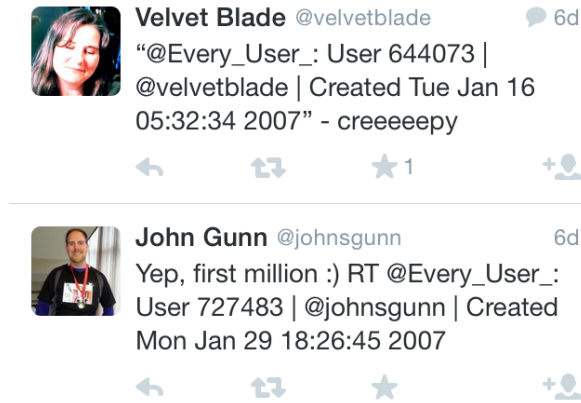 Velvet Blade @velvetblade 6d
“@Every_User_: User 644073 |
@velvetblade | Created Tue Jan 16
05:32:34 2007” - creeeeepy
1
John Gunn @johnsgunn 6d
Yep, first million :) RT @Every_User_:
User 727483 | @johnsgunn | Created
Mon Jan 29 18:26:45 2007